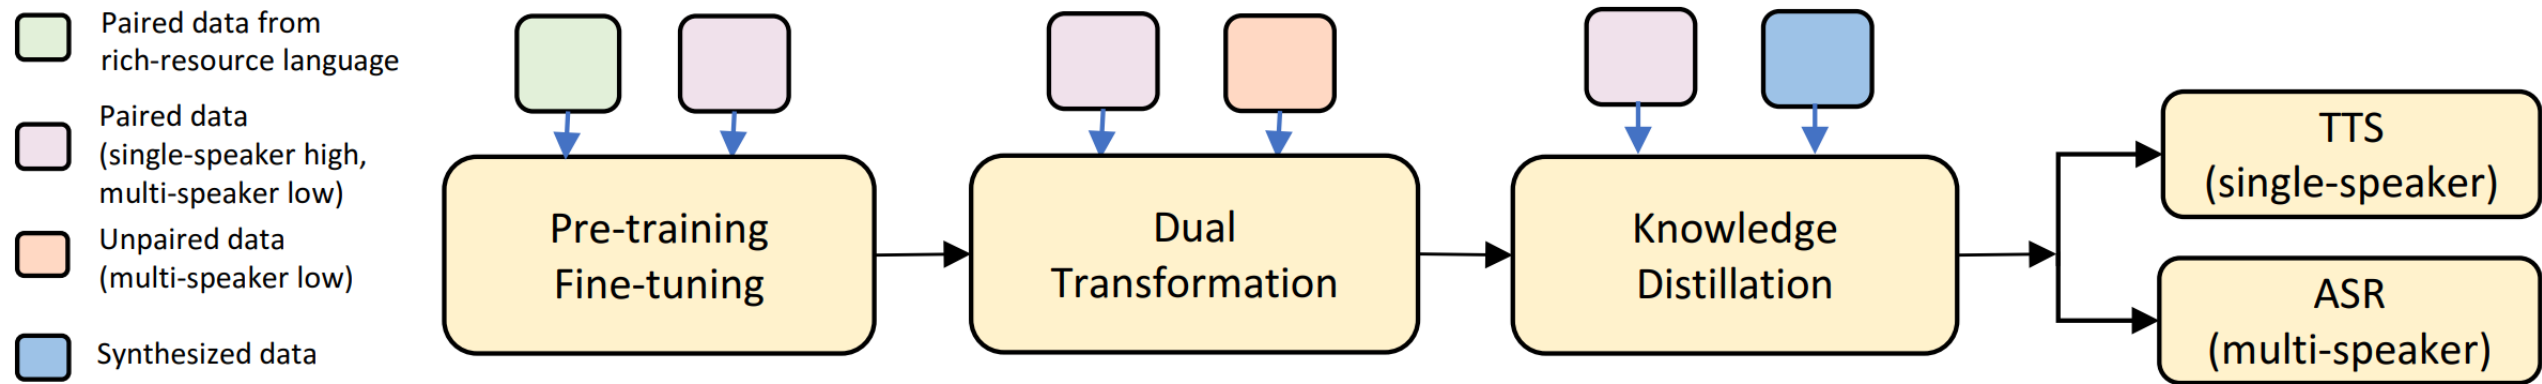 Paired data from
rich-resource language
Paired data
(single-speaker high,
multi-speaker low)
Unpaired data
(multi-speaker low)
Synthesized data
Pre-training
Fine-tuning
Dual
Transformation
Knowledge
Distillation
TTS
(single-speaker)
ASR
(multi-speaker)